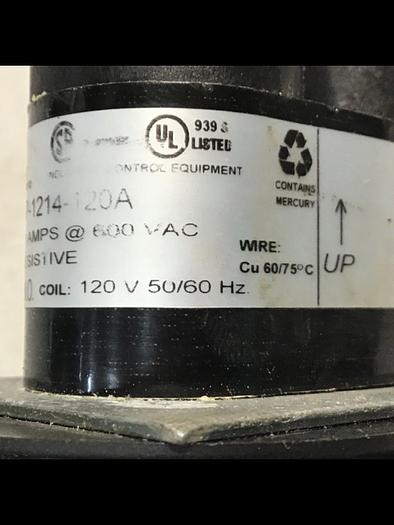 UL 939
LISTED
CONTROL EQUIPMENT
CONTAINS
MERCURY
-1214-120A
AMPS @ 600 VAC
SISTIVE
WIRE:
Cu 60/75°C
.O. COIL: 120 V 50/60 Hz.
UP